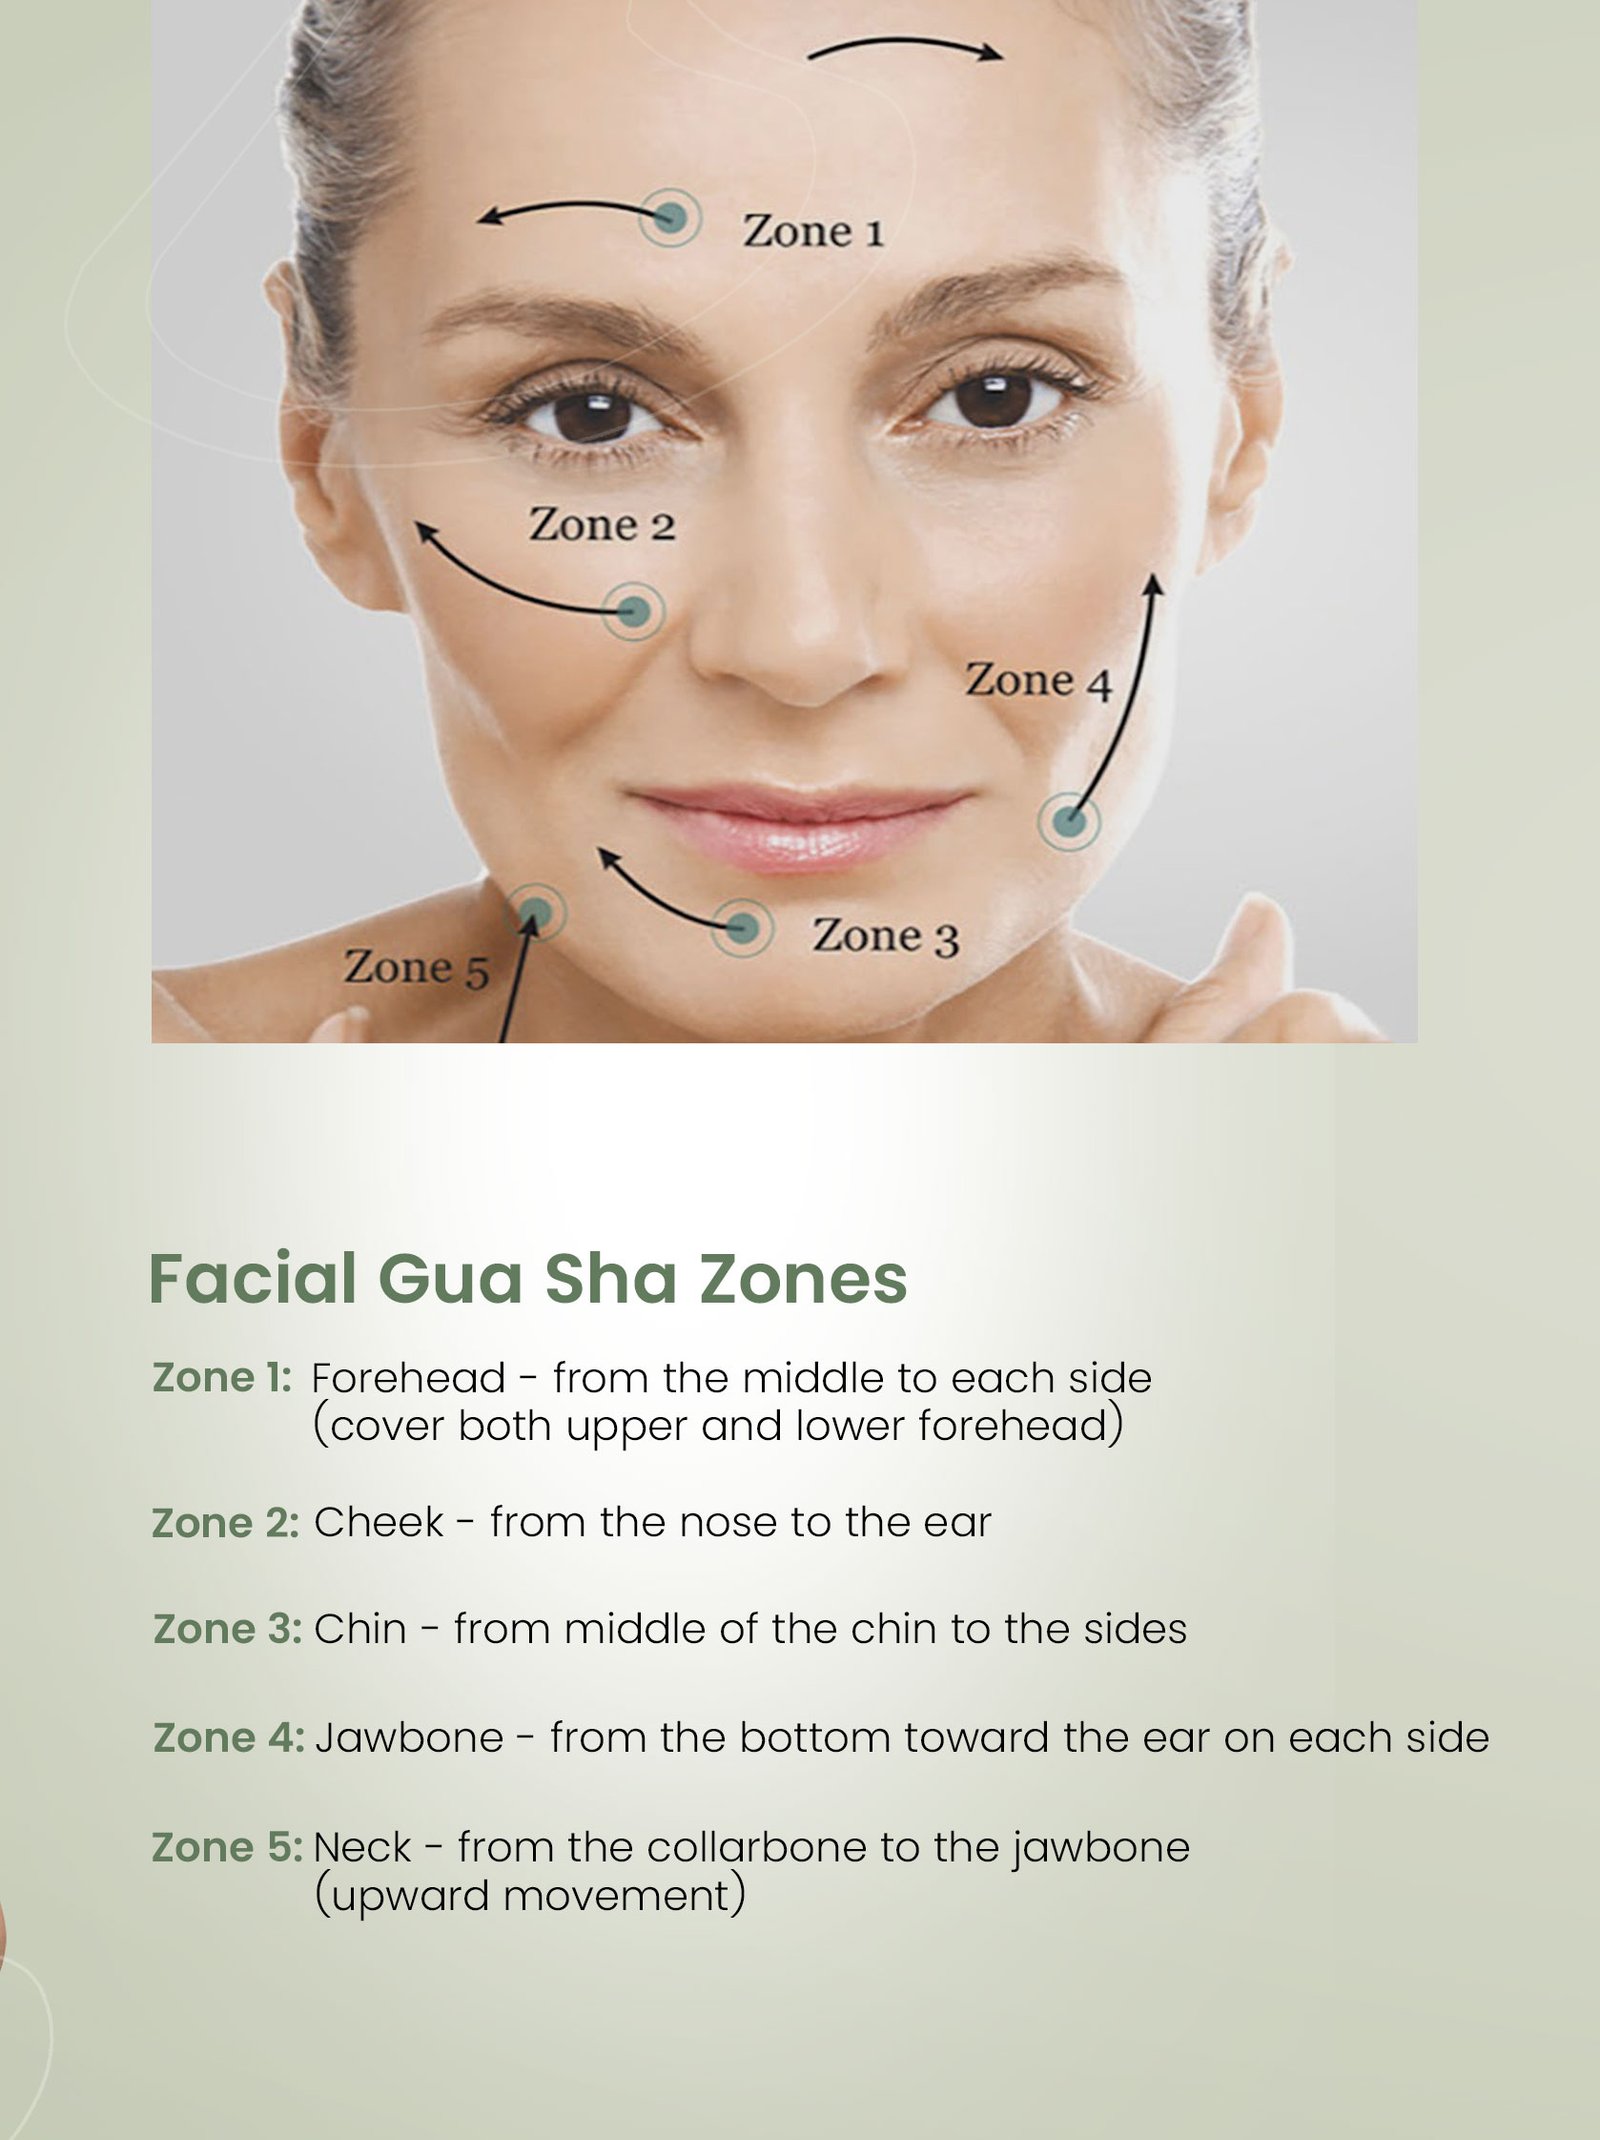 Zone 1
Zone 2
Zone 4
Zone 3
Zone 5
Facial Gua Sha Zones
Zone 1: Forehead - from the middle to each side
(cover both upper and lower forehead)
Zone 2: Cheek - from the nose to the ear
Zone 3: Chin - from middle of the chin to the sides
Zone 4: Jawbone - from the bottom toward the ear on each side
Zone 5: Neck - from the collarbone to the jawbone
(upward movement)